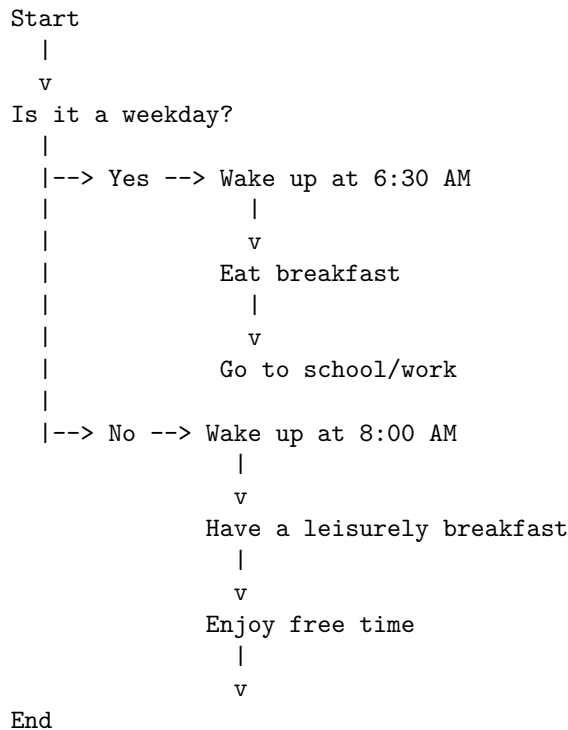 Start
|
v
Is it a weekday?
|
|--> Yes --> Wake up at 6:30 AM
|              |
|              v
|            Eat breakfast
|              |
|              v
|            Go to school/work
|
|--> No --> Wake up at 8:00 AM
              |
              v
            Have a leisurely breakfast
              |
              v
            Enjoy free time
              |
              v
End